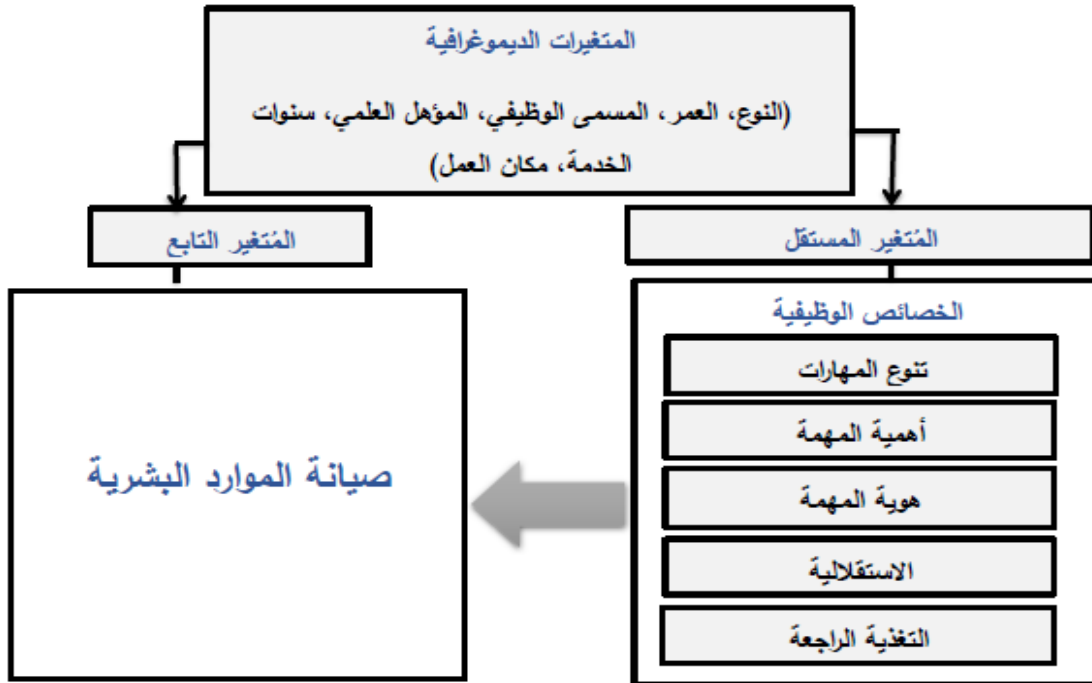 المتغيرات الديموغرافية
(النوع، العمر، المسمى الوظيفي، المؤهل العلمي، سنوات
الخدمة، مكان العمل)
المُتغير المستقل
المُتغير التابع
الخصائص الوظيفية
تنوع المهارات
أهمية المهمة
هوية المهمة
الاستقلالية
التغذية الراجعة
صيانة الموارد البشرية